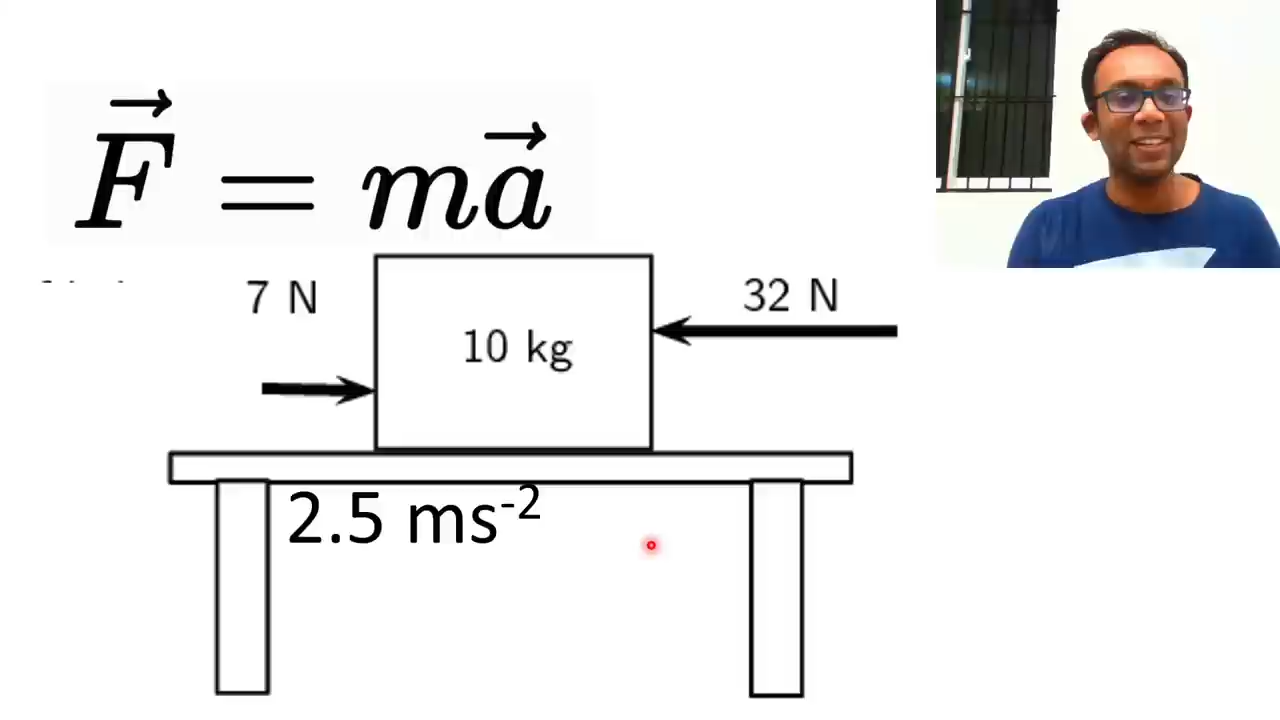 F⃗ = ma⃗
7 N
32 N
10 kg
2.5 ms⁻²